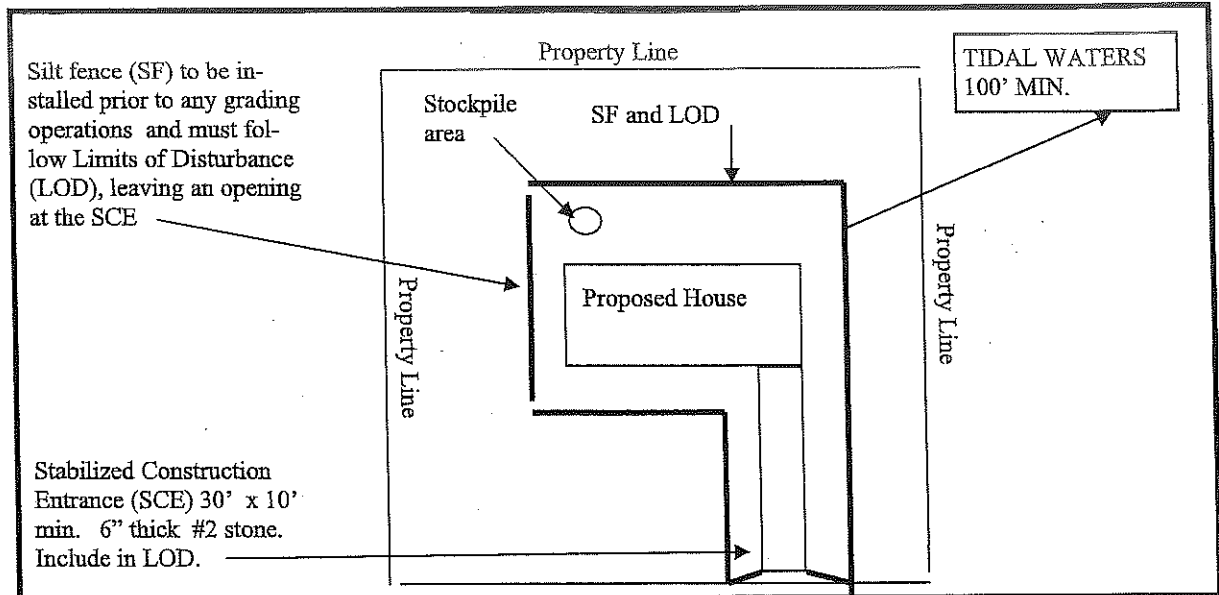 Property Line
TIDAL WATERS
100' MIN.
Silt fence (SF) to be in-
stalled prior to any grading
operations and must fol-
low Limits of Disturbance
(LOD), leaving an opening
at the SCE
Stockpile
area
SF and LOD
Property Line
Proposed House
Property Line
Stabilized Construction
Entrance (SCE) 30' x 10'
min. 6" thick #2 stone.
Include in LOD.